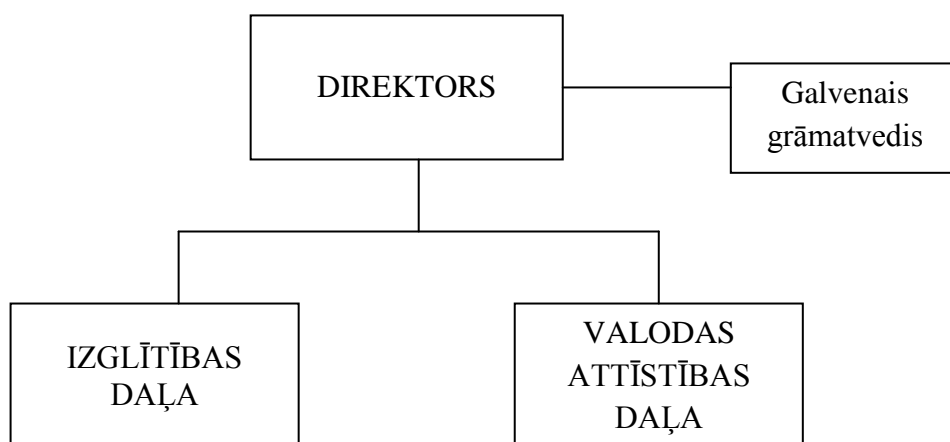 DIREKTORS
Galvenais
grāmatvedis
IZGLĪTĪBAS
DAĻA
VALODAS
ATTĪSTĪBAS
DAĻA